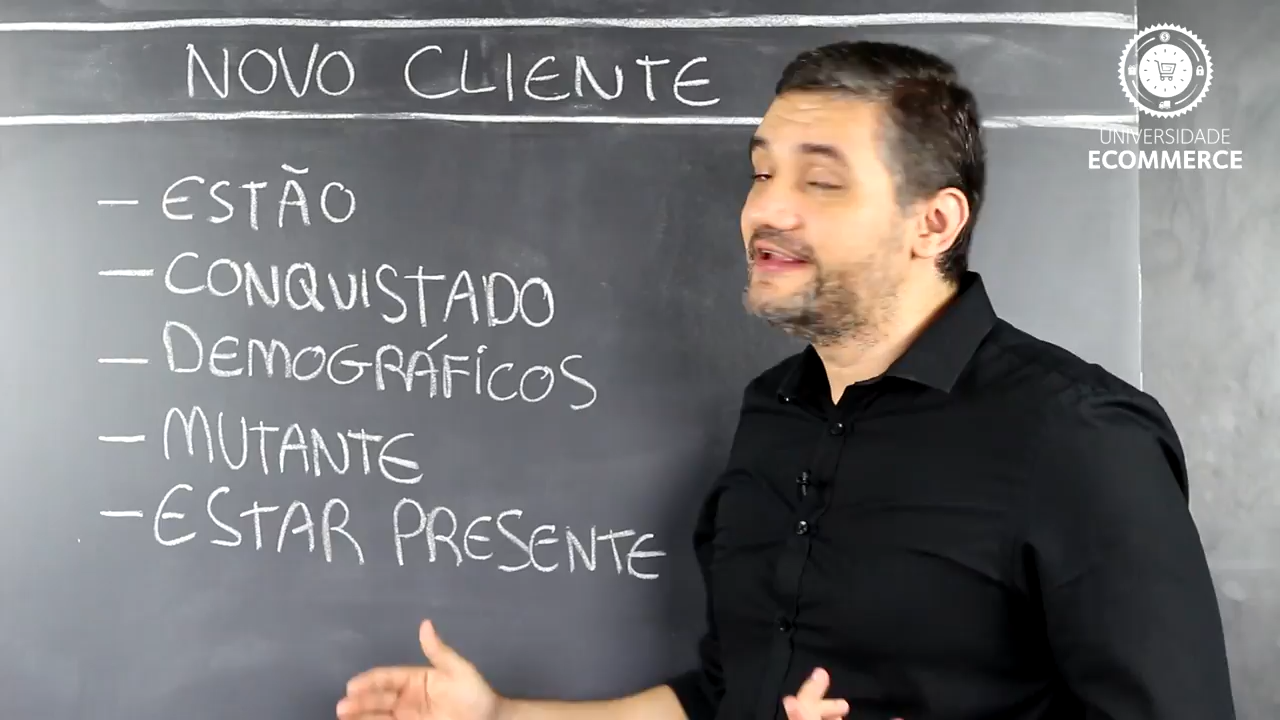 NOVO CLIENTE
- ESTÃO
- CONQUISTADO
- DEMOGRÁFICOS
- MUTANTE
- ESTAR PRESENTE
UNIVERSIDADE
ECOMMERCE